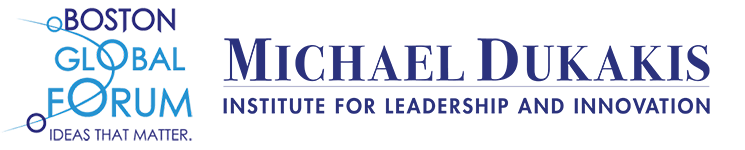 BOSTON
GLOBAL
FORUM
IDEAS THAT MATTER.
MICHAEL DUKAKIS
INSTITUTE FOR LEADERSHIP AND INNOVATION